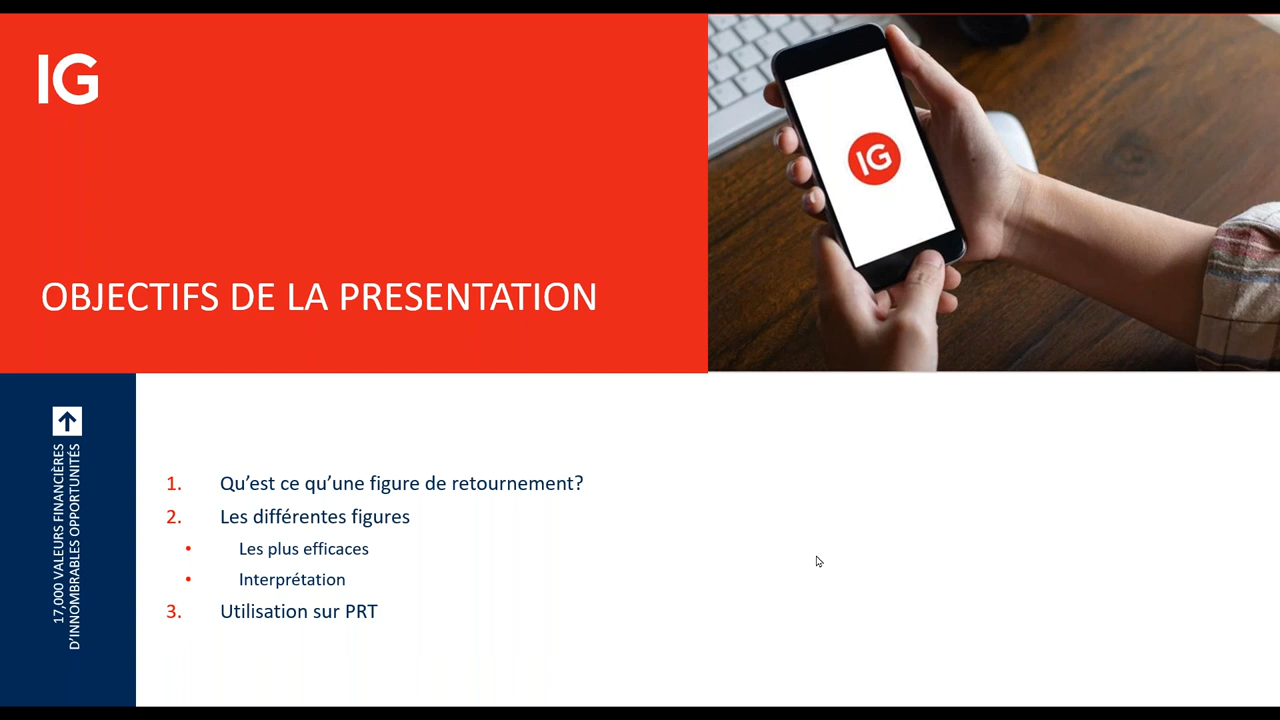 IG
IG
OBJECTIFS DE LA PRESENTATION
17,000 VALEURS FINANCIÈRES
D'INNOMBRABLES OPPORTUNITÉS
1. Qu’est ce qu’une figure de retournement?
2. Les différentes figures
• Les plus efficaces
• Interprétation
3. Utilisation sur PRT